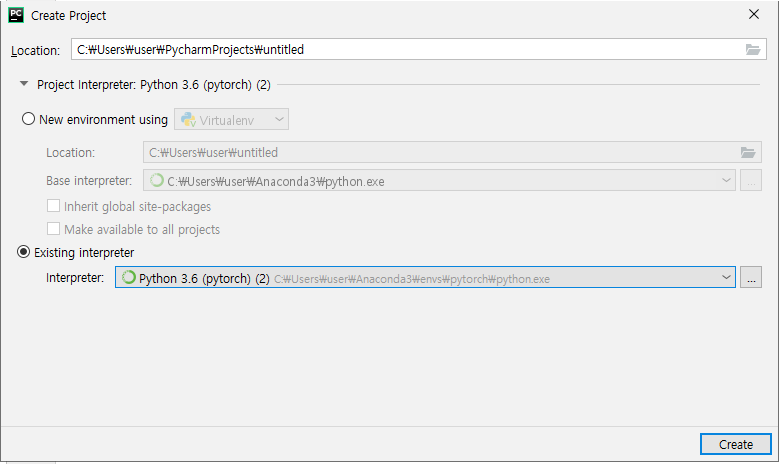 PC Create Project
Location: C:₩Users₩user₩PycharmProjects₩untitled
Project Interpreter: Python 3.6 (pytorch) (2)
New environment using Virtualenv
Location: C:₩Users₩user₩untitled
Base interpreter: C:₩Users₩user₩Anaconda3₩python.exe ...
Inherit global site-packages
Make available to all projects
Existing interpreter
Interpreter: Python 3.6 (pytorch) (2) C:₩Users₩user₩Anaconda3₩envs₩pytorch₩python.exe ...
Create